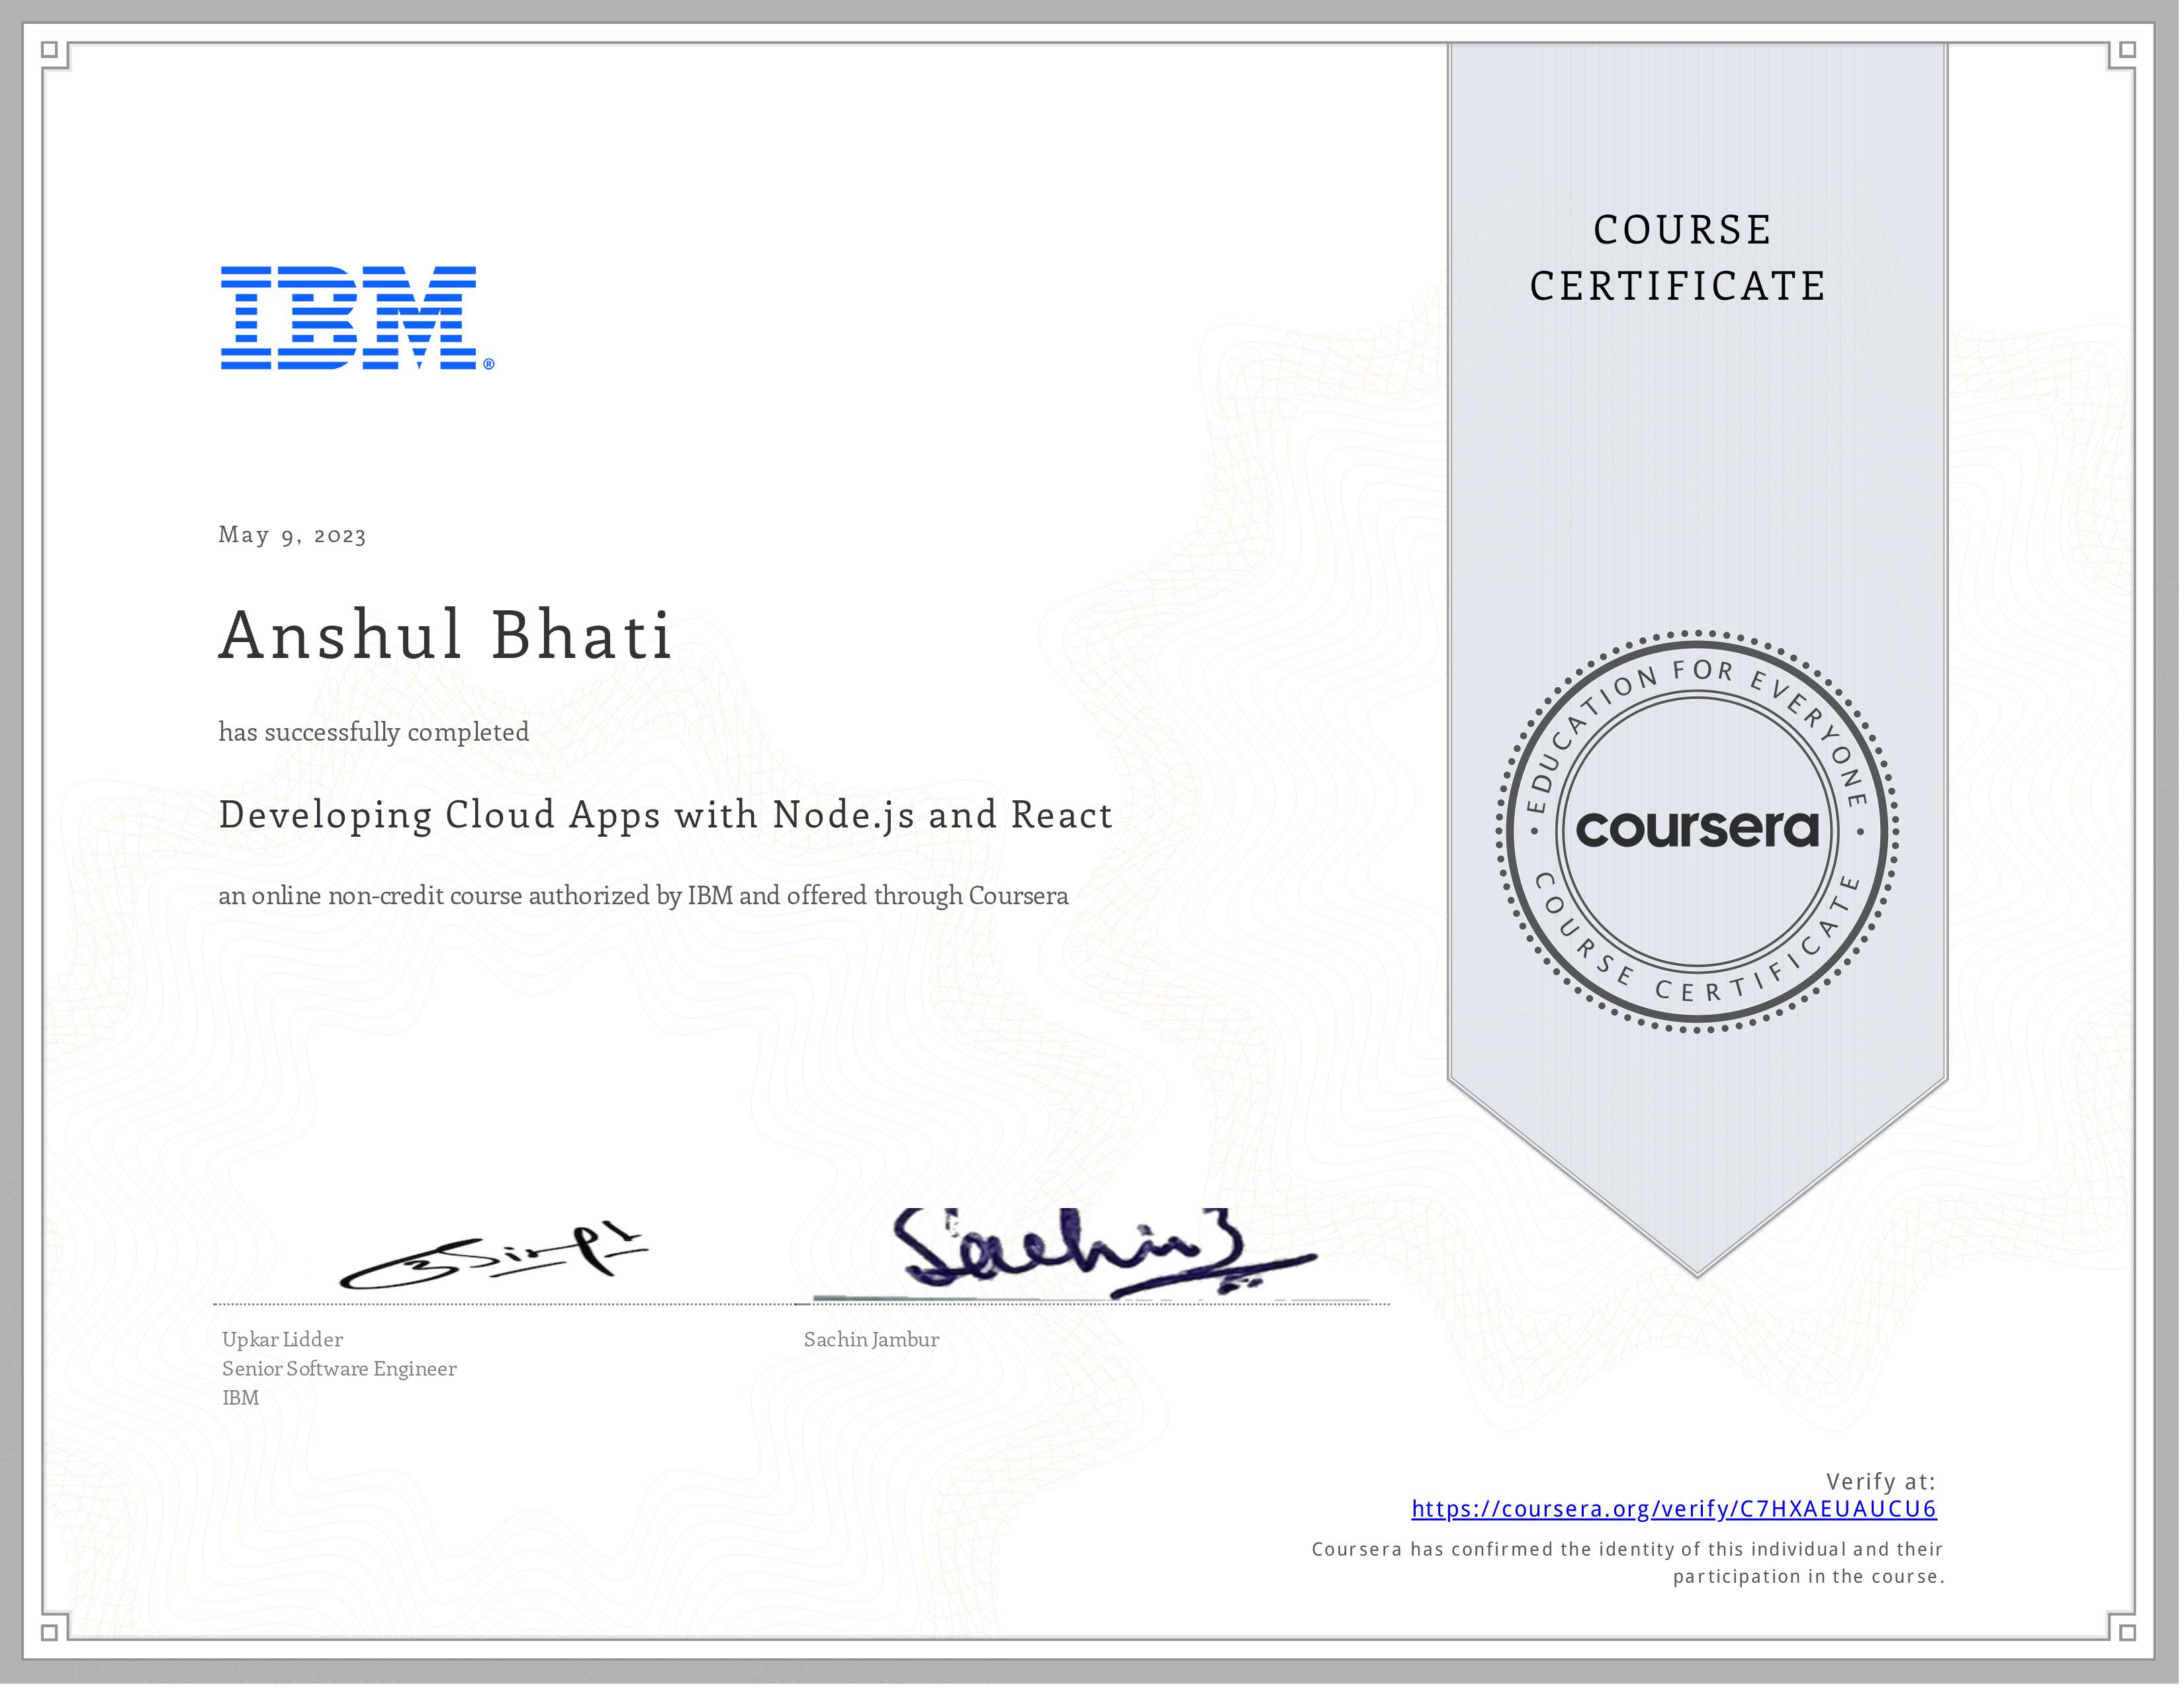 IBM®
COURSE
CERTIFICATE
May 9, 2023
Anshul Bhati
has successfully completed
Developing Cloud Apps with Node.js and React
an online non-credit course authorized by IBM and offered through Coursera
EDUCATION FOR EVERYONE
coursera
COURSE CERTIFICATE
Sachin J
Upkar Lidder
Senior Software Engineer
IBM
Sachin Jambur
Verify at:
https://coursera.org/verify/C7HXAEUAUCU6
Coursera has confirmed the identity of this individual and their
participation in the course.